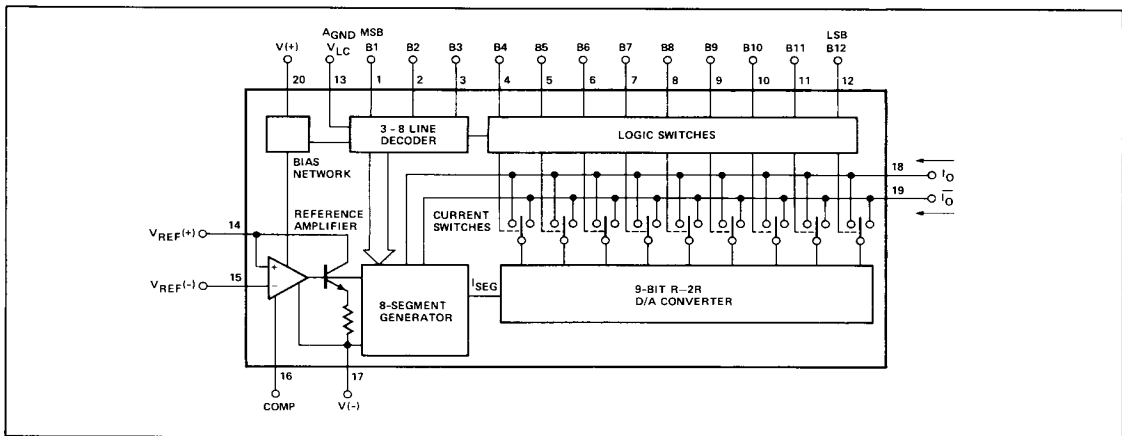 AGND MSB LSB
V(+) VLC B1 B2 B3 B4 B5 B6 B7 B8 B9 B10 B11 B12
20 13 1 2 3 4 5 6 7 8 9 10 11 12
3-8 LINE
DECODER
LOGIC SWITCHES
BIAS
NETWORK
18
IO
19
IO
REFERENCE
AMPLIFIER
CURRENT
SWITCHES
14
VREF(+)
+
15
VREF(-)
-
8-SEGMENT
GENERATOR
ISEG
9-BIT R-2R
D/A CONVERTER
16 17
COMP V(-)